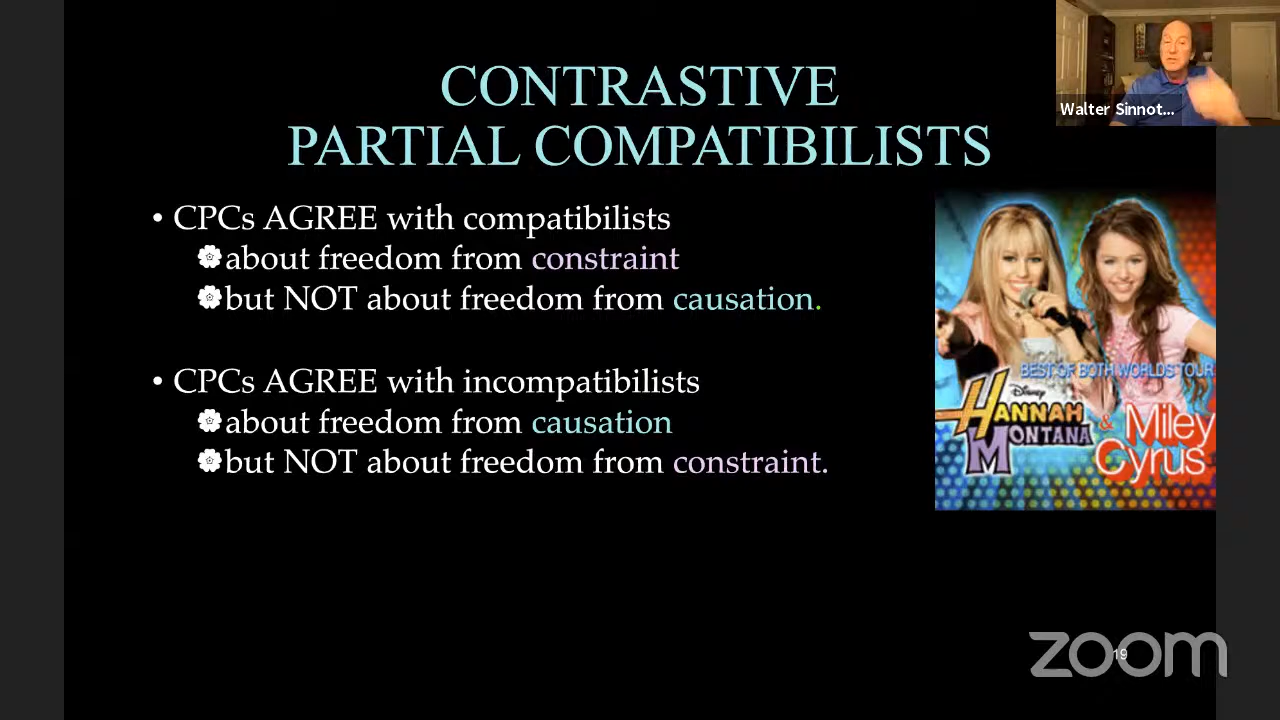 CONTRASTIVE
PARTIAL COMPATIBILISTS
Walter Sinnot...
• CPCs AGREE with compatibilists
about freedom from constraint
but NOT about freedom from causation.
• CPCs AGREE with incompatibilists
about freedom from causation
but NOT about freedom from constraint.
BEST OF BOTH WORLDS TOUR
Disney
HANNAH MONTANA
& Miley Cyrus
zoom
19